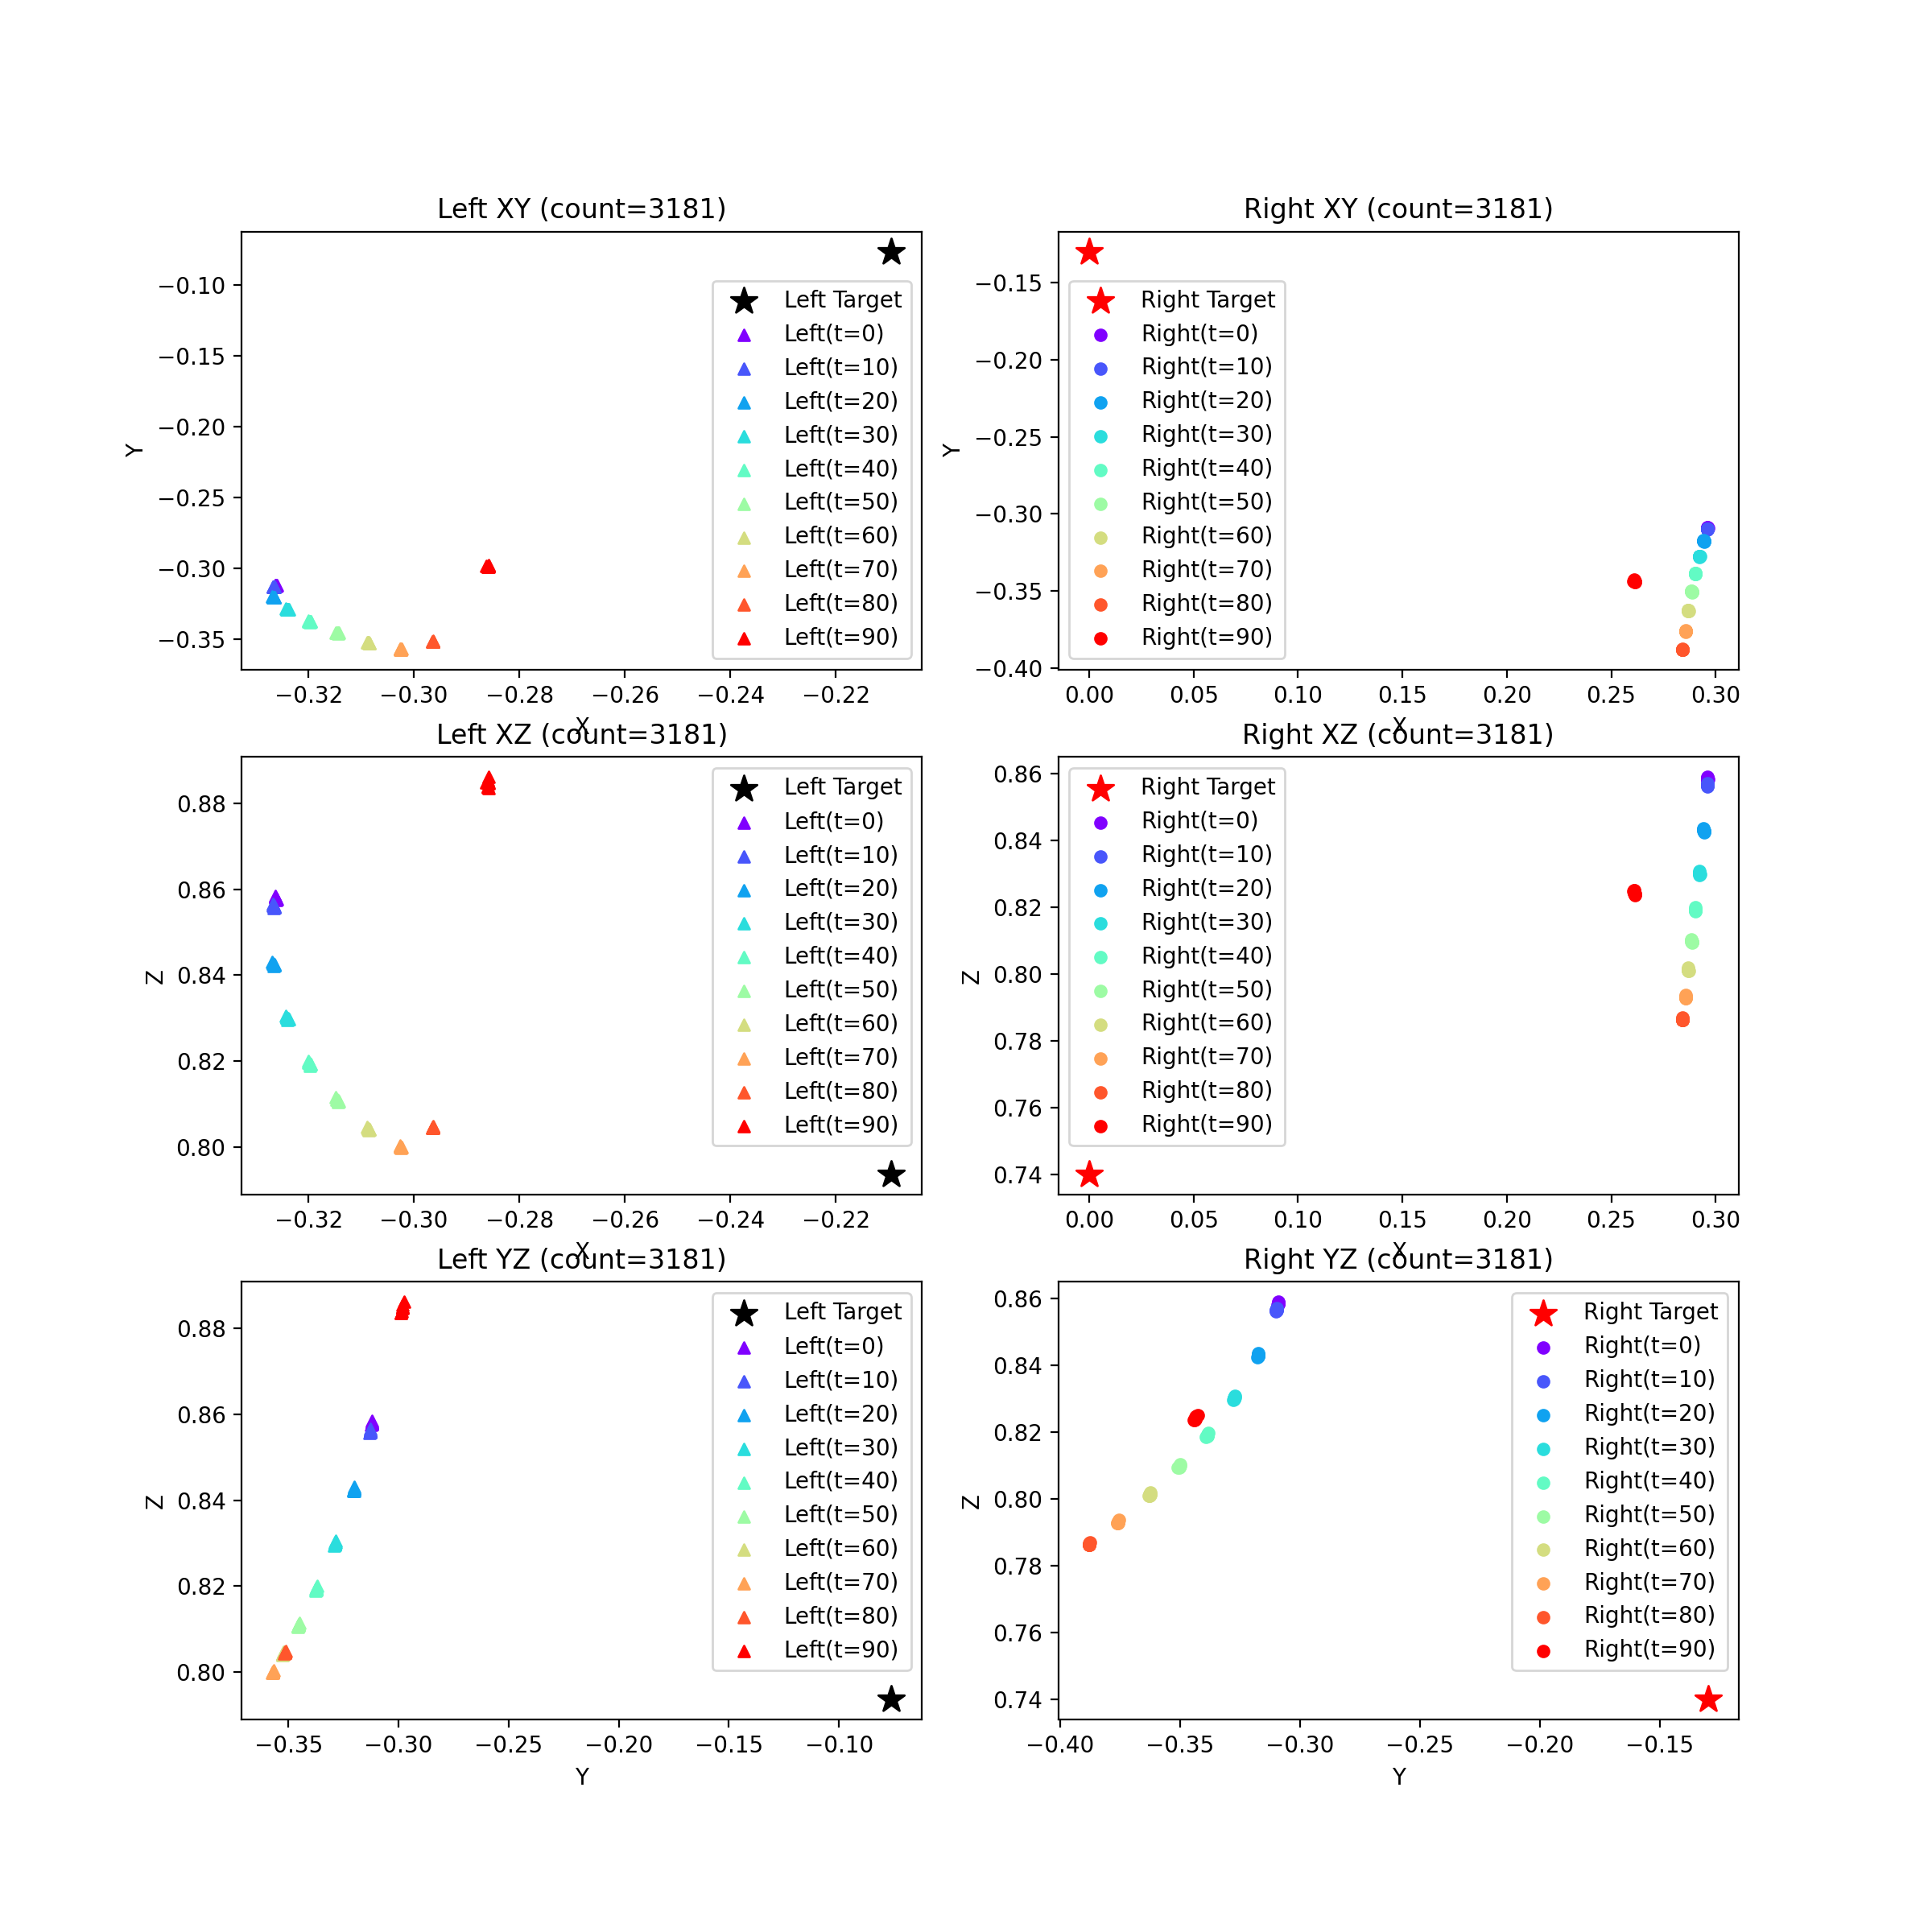 Left XY (count=3181)
−0.10
−0.15
−0.20
−0.25
−0.30
−0.35
Y
Left Target
Left(t=0)
Left(t=10)
Left(t=20)
Left(t=30)
Left(t=40)
Left(t=50)
Left(t=60)
Left(t=70)
Left(t=80)
Left(t=90)
−0.32 −0.30 −0.28 −0.26 −0.24 −0.22
X
Right XY (count=3181)
−0.15
−0.20
−0.25
−0.30
−0.35
−0.40
Y
Right Target
Right(t=0)
Right(t=10)
Right(t=20)
Right(t=30)
Right(t=40)
Right(t=50)
Right(t=60)
Right(t=70)
Right(t=80)
Right(t=90)
0.00 0.05 0.10 0.15 0.20 0.25 0.30
X
Left XZ (count=3181)
0.88
0.86
0.84
0.82
0.80
Z
Left Target
Left(t=0)
Left(t=10)
Left(t=20)
Left(t=30)
Left(t=40)
Left(t=50)
Left(t=60)
Left(t=70)
Left(t=80)
Left(t=90)
−0.32 −0.30 −0.28 −0.26 −0.24 −0.22
X
Right XZ (count=3181)
0.86
0.84
0.82
0.80
0.78
0.76
0.74
Z
Right Target
Right(t=0)
Right(t=10)
Right(t=20)
Right(t=30)
Right(t=40)
Right(t=50)
Right(t=60)
Right(t=70)
Right(t=80)
Right(t=90)
0.00 0.05 0.10 0.15 0.20 0.25 0.30
X
Left YZ (count=3181)
0.88
0.86
0.84
0.82
0.80
Z
Left Target
Left(t=0)
Left(t=10)
Left(t=20)
Left(t=30)
Left(t=40)
Left(t=50)
Left(t=60)
Left(t=70)
Left(t=80)
Left(t=90)
−0.35 −0.30 −0.25 −0.20 −0.15 −0.10
Y
Right YZ (count=3181)
0.86
0.84
0.82
0.80
0.78
0.76
0.74
Z
Right Target
Right(t=0)
Right(t=10)
Right(t=20)
Right(t=30)
Right(t=40)
Right(t=50)
Right(t=60)
Right(t=70)
Right(t=80)
Right(t=90)
−0.40 −0.35 −0.30 −0.25 −0.20 −0.15
Y